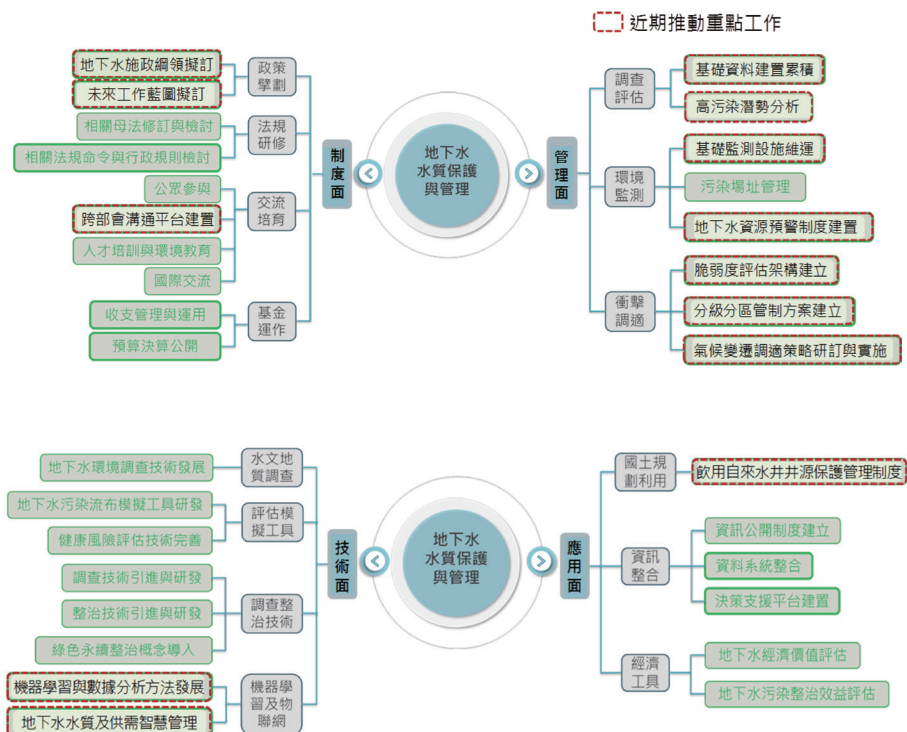 近期推動重點工作
地下水施政綱領擬訂
未來工作藍圖擬訂
相關母法修訂與檢討
相關法規命令與行政規則檢討
公眾參與
跨部會溝通平台建置
人才培訓與環境教育
國際交流
收支管理與運用
預算決算公開
政策
擘劃
法規
研修
交流
培育
基金
運作
制度面
地下水
水質保護
與管理
管理面
調查
評估
環境
監測
衝擊
調適
基礎資料建置累積
高污染潛勢分析
基礎監測設施維運
污染場址管理
地下水資源預警制度建置
脆弱度評估架構建立
分級分區管制方案建立
氣候變遷調適策略研訂與實施
地下水環境調查技術發展
地下水污染流布模擬工具研發
健康風險評估技術完善
調查技術引進與研發
整治技術引進與研發
綠色永續整治概念導入
機器學習與數據分析方法發展
地下水水質及供需智慧管理
水文地
質調查
評估模
擬工具
調查整
治技術
機器學
習及物
聯網
技術面
地下水
水質保護
與管理
應用面
國土規
劃利用
資訊
整合
經濟
工具
飲用自來水井井源保護管理制度
資訊公開制度建立
資料系統整合
決策支援平台建置
地下水經濟價值評估
地下水污染整治效益評估